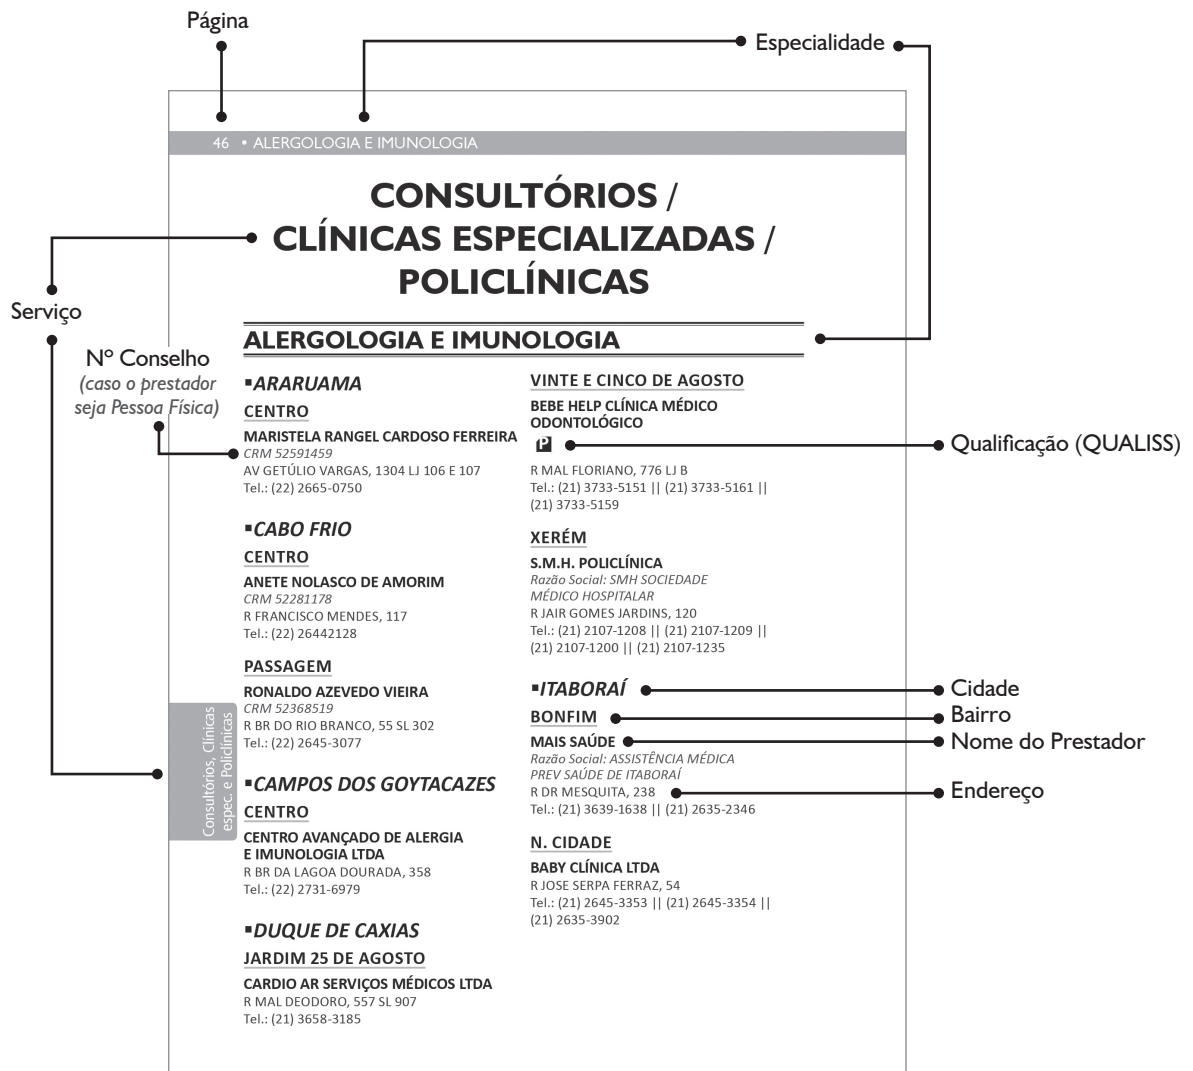 Página
Especialidade
46 • ALERGOLOGIA E IMUNOLOGIA
CONSULTÓRIOS /
CLÍNICAS ESPECIALIZADAS /
POLICLÍNICAS
Serviço
Nº Conselho
(caso o prestador
seja Pessoa Física)
ALERGOLOGIA E IMUNOLOGIA
▪ARARUAMA
CENTRO
MARISTELA RANGEL CARDOSO FERREIRA
CRM 52591459
AV GETÚLIO VARGAS, 1304 LJ 106 E 107
Tel.: (22) 2665-0750
▪CABO FRIO
CENTRO
ANETE NOLASCO DE AMORIM
CRM 52281178
R FRANCISCO MENDES, 117
Tel.: (22) 26442128
PASSAGEM
RONALDO AZEVEDO VIEIRA
CRM 52368519
R BR DO RIO BRANCO, 55 SL 302
Tel.: (22) 2645-3077
Consultórios, Clínicas
espec. e Policlínicas
▪CAMPOS DOS GOYTACAZES
CENTRO
CENTRO AVANÇADO DE ALERGIA
E IMUNOLOGIA LTDA
R BR DA LAGOA DOURADA, 358
Tel.: (22) 2731-6979
▪DUQUE DE CAXIAS
JARDIM 25 DE AGOSTO
CARDIO AR SERVIÇOS MÉDICOS LTDA
R MAL DEODORO, 557 SL 907
Tel.: (21) 3658-3185
VINTE E CINCO DE AGOSTO
BEBE HELP CLÍNICA MÉDICO
ODONTOLÓGICO
P
Qualificação (QUALISS)
R MAL FLORIANO, 776 LJ B
Tel.: (21) 3733-5151 || (21) 3733-5161 ||
(21) 3733-5159
XERÉM
S.M.H. POLICLÍNICA
Razão Social: SMH SOCIEDADE
MÉDICO HOSPITALAR
R JAIR GOMES JARDINS, 120
Tel.: (21) 2107-1208 || (21) 2107-1209 ||
(21) 2107-1200 || (21) 2107-1235
▪ITABORAÍ
Cidade
BONFIM
Bairro
MAIS SAÚDE
Nome do Prestador
Razão Social: ASSISTÊNCIA MÉDICA
PREV SAÚDE DE ITABORAÍ
R DR MESQUITA, 238
Endereço
Tel.: (21) 3639-1638 || (21) 2635-2346
N. CIDADE
BABY CLÍNICA LTDA
R JOSE SERPA FERRAZ, 54
Tel.: (21) 2645-3353 || (21) 2645-3354 ||
(21) 2635-3902